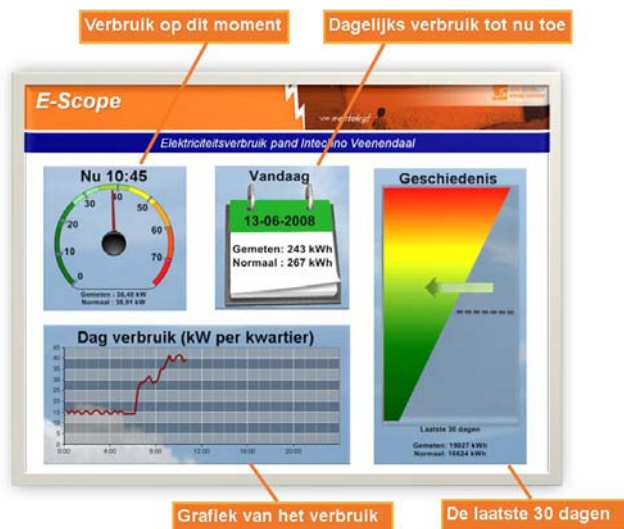 Verbruik op dit moment
Dagelijks verbruik tot nu toe
E-Scope
Elektriciteitsverbruik pand Intechno Veenendaal
Nu 10:45
0 10 20 30 40 50 60 70
Gemeten : 38,48 kW
Normaal : 38,91 kW
Vandaag
13-06-2008
Gemeten: 243 kWh
Normaal : 267 kWh
Geschiedenis
Laatste 30 dagen
Gemeten: 19027 kWh
Normaal: 16624 kWh
Dag verbruik (kW per kwartier)
45
40
35
30
25
20
15
10
5
0
0:00 4:00 8:00 12:00 16:00 20:00
Grafiek van het verbruik
De laatste 30 dagen